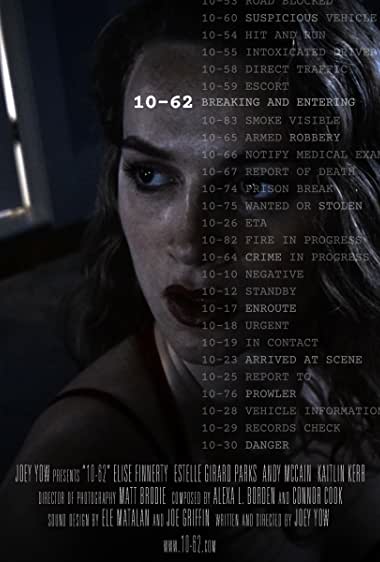 10-53 ROAD BLOCKED
10-60 SUSPICIOUS VEHICLE
10-54 HIT AND RUN
10-55 INTOXICATED DRIVER
10-58 DIRECT TRAFFIC
10-59 ESCORT
10-62 BREAKING AND ENTERING
10-83 SMOKE VISIBLE
10-65 ARMED ROBBERY
10-66 NOTIFY MEDICAL EXAM
10-67 REPORT OF DEATH
10-74 PRISON BREAK
10-75 WANTED OR STOLEN
10-26 ETA
10-82 FIRE IN PROGRESS
10-64 CRIME IN PROGRESS
10-10 NEGATIVE
10-12 STANDBY
10-17 ENROUTE
10-18 URGENT
10-19 IN CONTACT
10-23 ARRIVED AT SCENE
10-25 REPORT TO
10-76 PROWLER
10-28 VEHICLE INFORMATION
10-29 RECORDS CHECK
10-30 DANGER
JOEY YOW PRESENTS "10-62" ELISE FINNERTY ESTELLE GIRARD PARKS ANDY MCCAIN KAITLIN KERR
DIRECTOR OF PHOTOGRAPHY MATT BRODIE COMPOSED BY ALEXA L. BORDEN AND CONNOR COOK
SOUND DESIGN BY ELE MATALAN AND JOE GRIFFIN WRITTEN AND DIRECTED BY JOEY YOW
WWW.10-62.COM